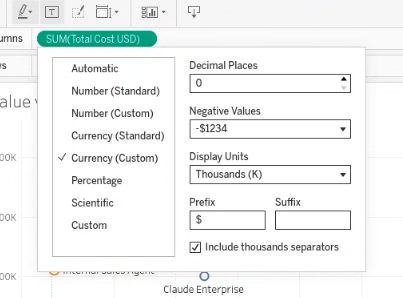 umns SUM(Total Cost USD)
vs
alue v
Automatic
Number (Standard)
Number (Custom)
Currency (Standard)
✓ Currency (Custom)
Percentage
Scientific
Custom
Decimal Places
0
Negative Values
-$1234
Display Units
Thousands (K)
Prefix Suffix
$
Include thousands separators
00K
00K
00K
Internal Sales Agent
Claude Enterprise